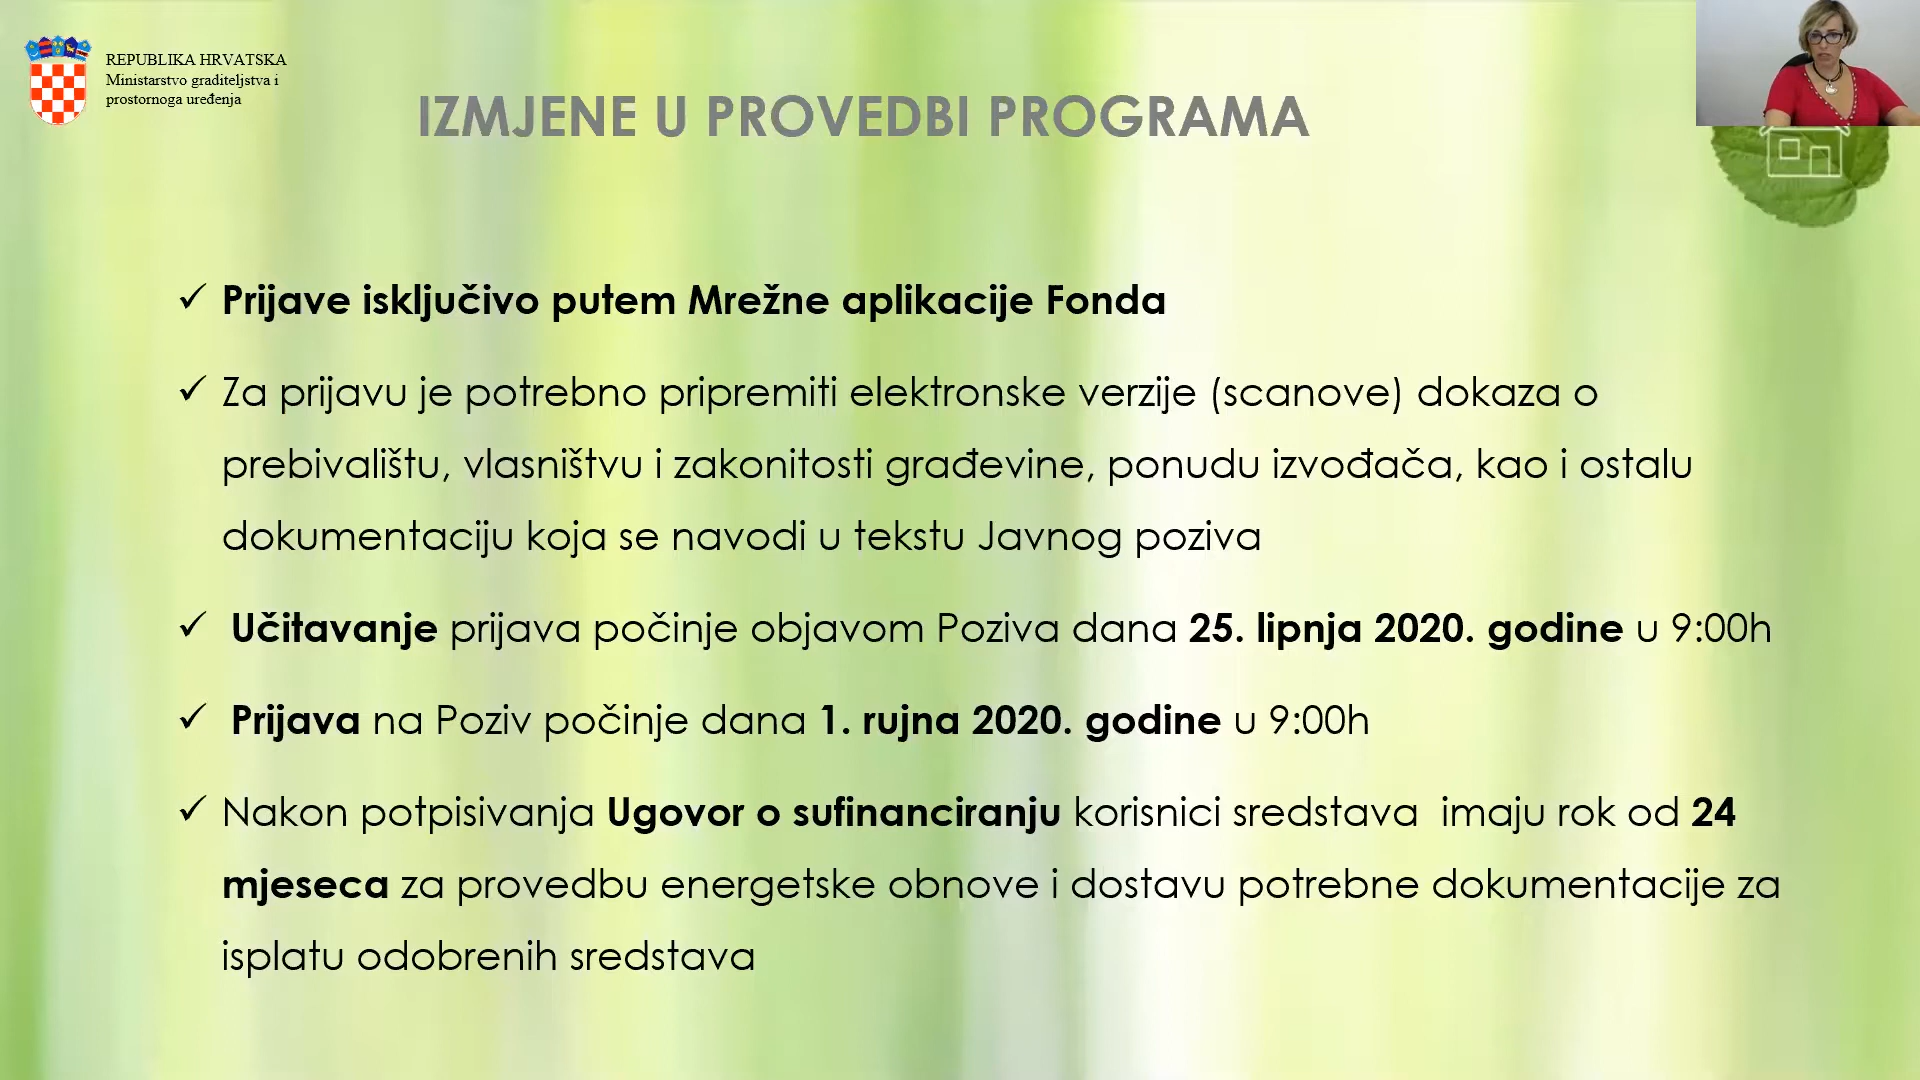 REPUBLIKA HRVATSKA
Ministarstvo graditeljstva i
prostornoga uređenja
IZMJENE U PROVEDBI PROGRAMA
✓ Prijave isključivo putem Mrežne aplikacije Fonda
✓ Za prijavu je potrebno pripremiti elektronske verzije (scanove) dokaza o
prebivalištu, vlasništvu i zakonitosti građevine, ponudu izvođača, kao i ostalu
dokumentaciju koja se navodi u tekstu Javnog poziva
✓ Učitavanje prijava počinje objavom Poziva dana 25. lipnja 2020. godine u 9:00h
✓ Prijava na Poziv počinje dana 1. rujna 2020. godine u 9:00h
✓ Nakon potpisivanja Ugovor o sufinanciranju korisnici sredstava imaju rok od 24
mjeseca za provedbu energetske obnove i dostavu potrebne dokumentacije za
isplatu odobrenih sredstava